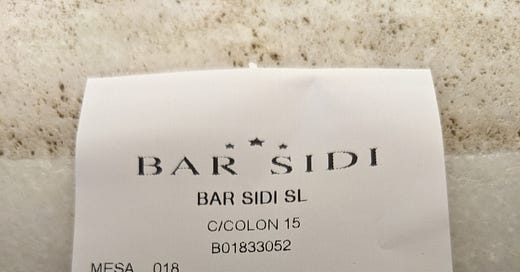 BAR SIDI
BAR SIDI SL
C/COLON 15
B01833052
MESA 018